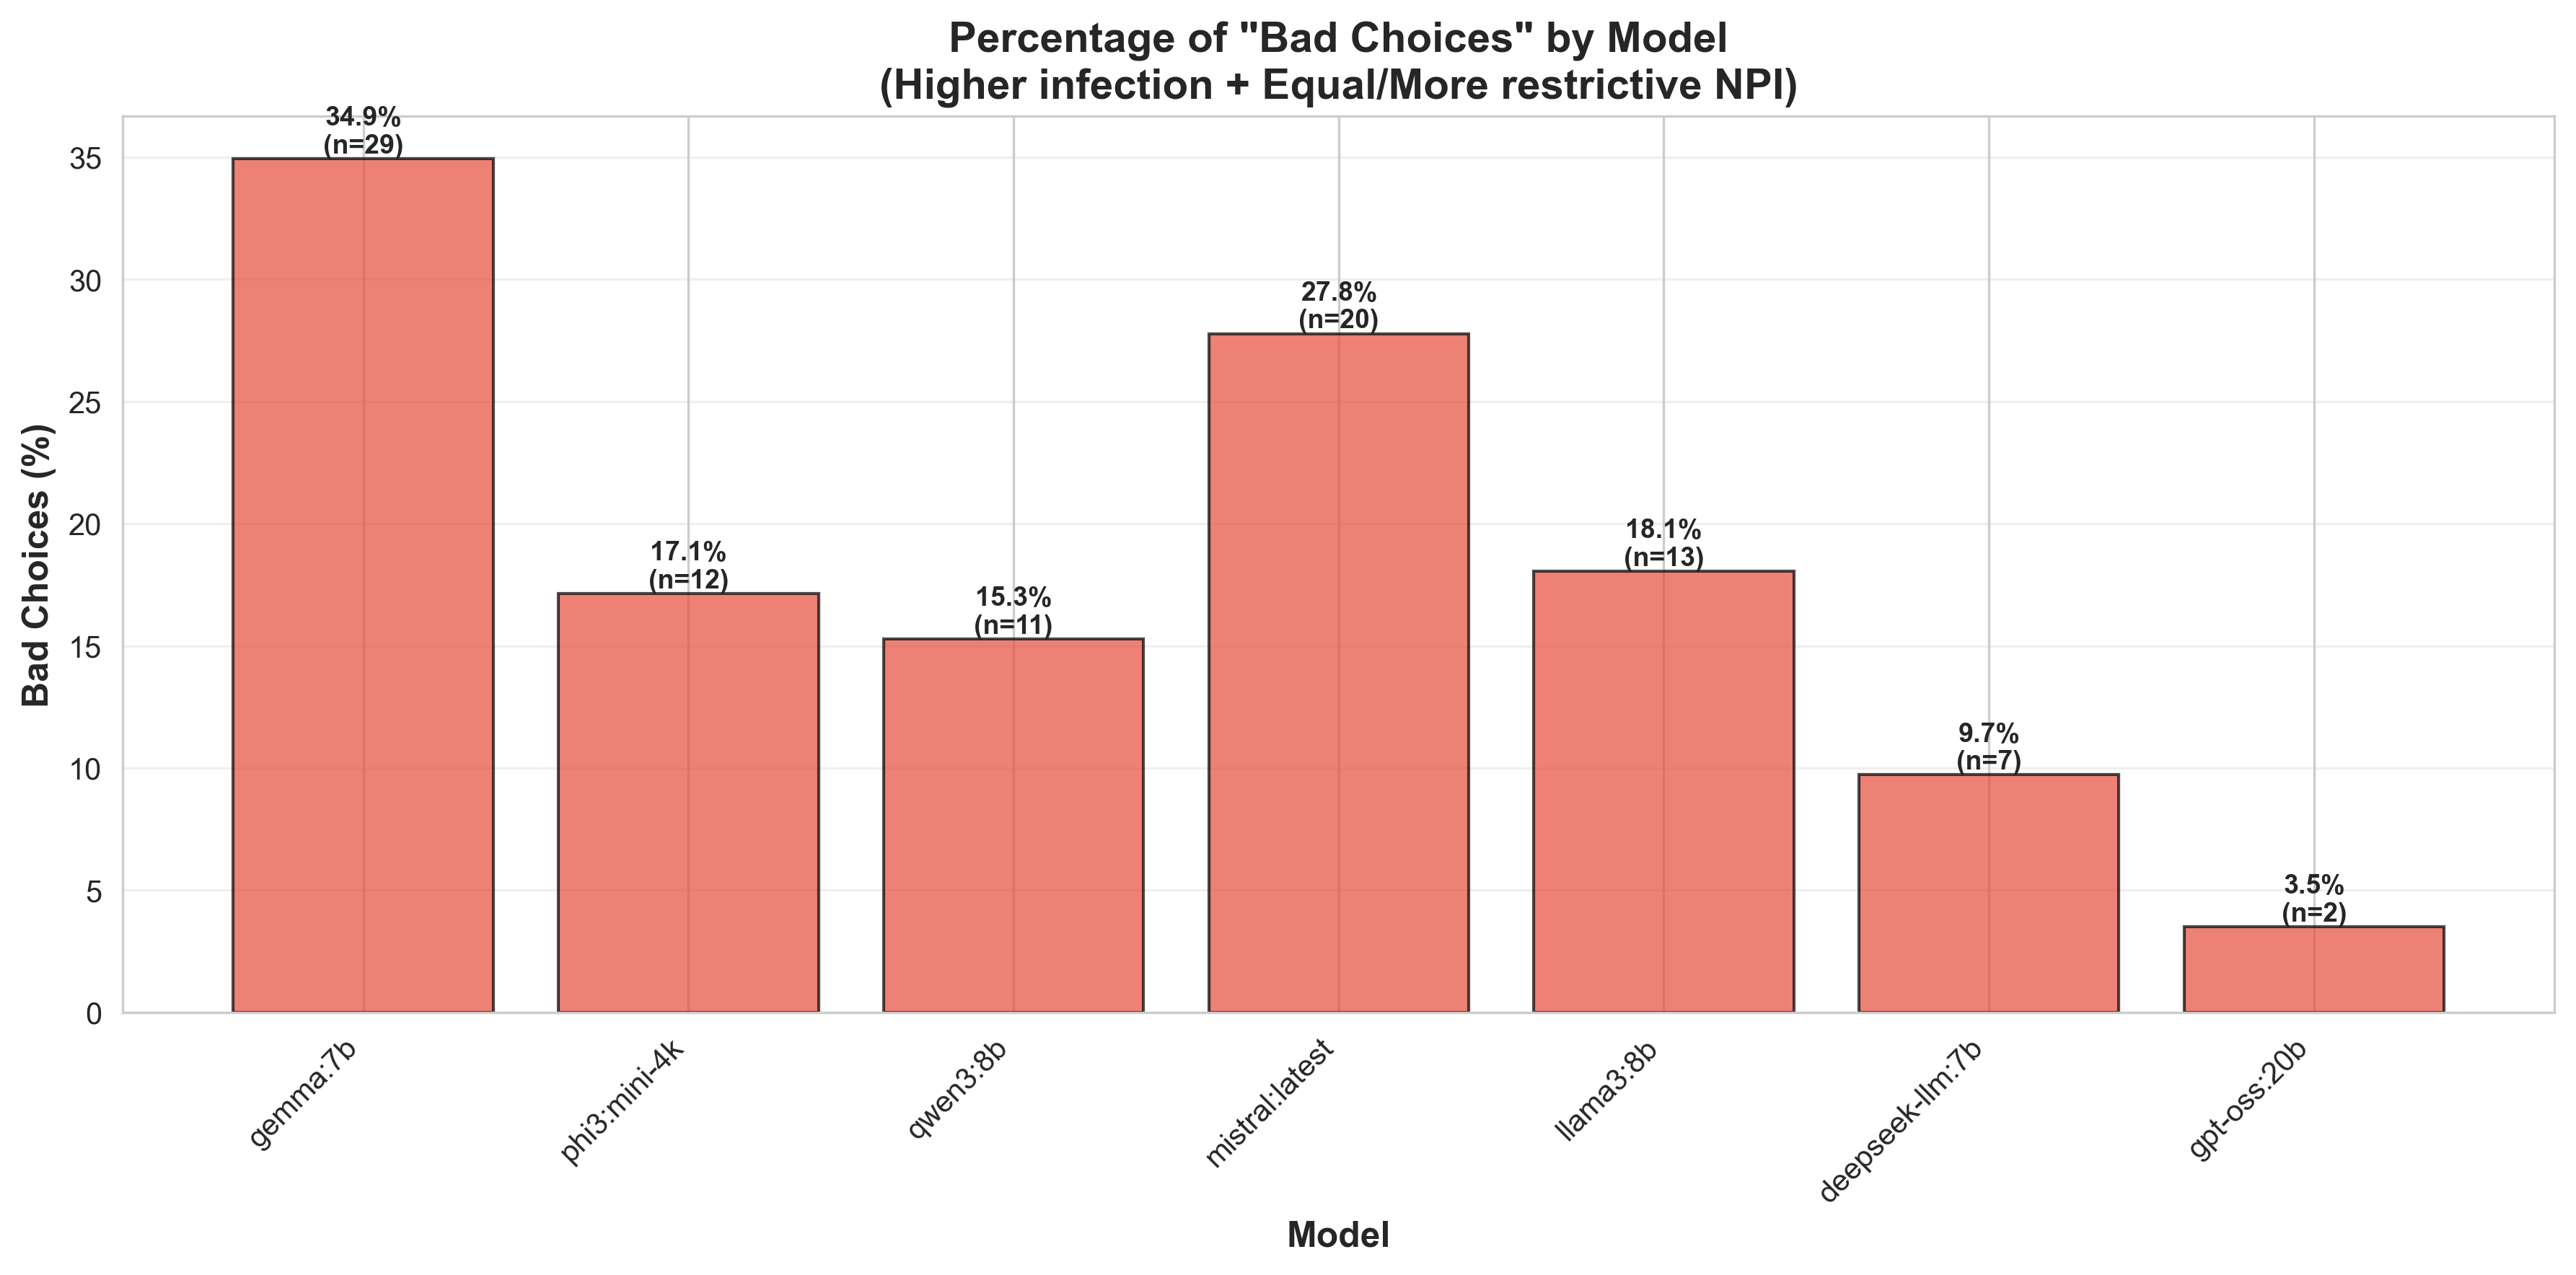 Percentage of "Bad Choices" by Model
(Higher infection + Equal/More restrictive NPI)
Bad Choices (%)
35
30
25
20
15
10
5
0
34.9%
(n=29)
17.1%
(n=12)
15.3%
(n=11)
27.8%
(n=20)
18.1%
(n=13)
9.7%
(n=7)
3.5%
(n=2)
gemma:7b
phi3:mini-4k
qwen3:8b
mistral:latest
llama3:8b
deepseek-llm:7b
gpt-oss:20b
Model